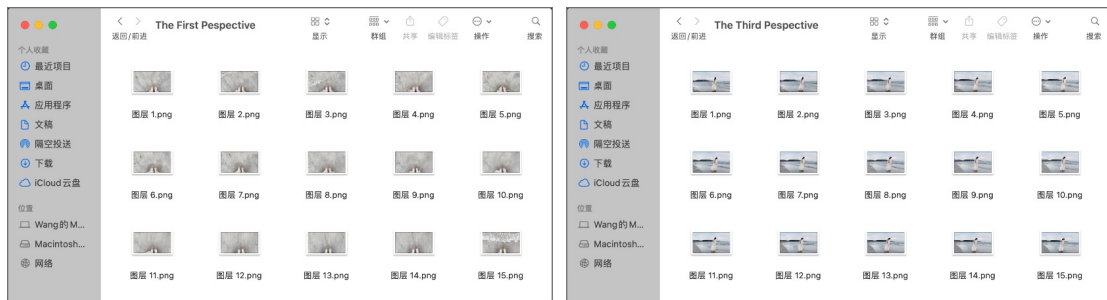 The First Pespective
返回/前进
显示
群组
共享
编辑标签
操作
搜索
个人收藏
最近项目
桌面
应用程序
文稿
隔空投送
下载
iCloud 云盘
位置
Wang的 M...
Macintosh...
网络
图层 1.png
图层 2.png
图层 3.png
图层 4.png
图层 5.png
图层 6.png
图层 7.png
图层 8.png
图层 9.png
图层 10.png
图层 11.png
图层 12.png
图层 13.png
图层 14.png
图层 15.png
The Third Pespective
返回/前进
显示
群组
共享
编辑标签
操作
搜索
个人收藏
最近项目
桌面
应用程序
文稿
隔空投送
下载
iCloud 云盘
位置
Wang的 M...
Macintosh...
网络
图层 1.png
图层 2.png
图层 3.png
图层 4.png
图层 5.png
图层 6.png
图层 7.png
图层 8.png
图层 9.png
图层 10.png
图层 11.png
图层 12.png
图层 13.png
图层 14.png
图层 15.png